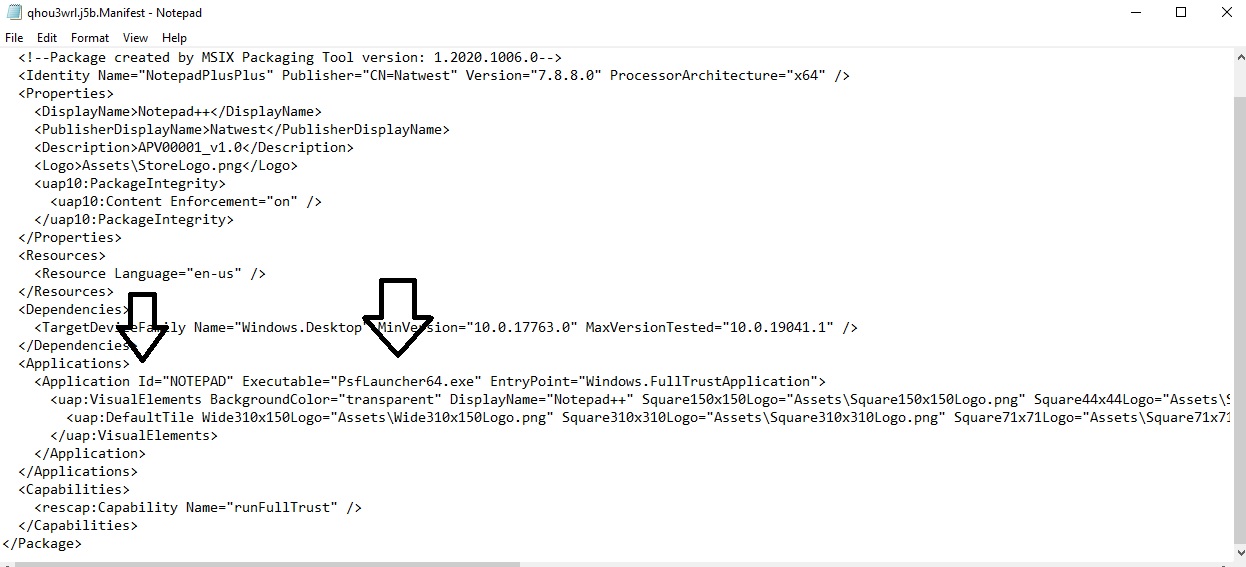 qhou3wrl.j5b.Manifest - Notepad
File Edit Format View Help
<!--Package created by MSIX Packaging Tool version: 1.2020.1006.0-->
<Identity Name="NotepadPlusPlus" Publisher="CN=Natwest" Version="7.8.8.0" ProcessorArchitecture="x64" />
<Properties>
<DisplayName>Notepad++</DisplayName>
<PublisherDisplayName>Natwest</PublisherDisplayName>
<Description>APV00001_v1.0</Description>
<Logo>Assets\StoreLogo.png</Logo>
<uap10:PackageIntegrity>
<uap10:Content Enforcement="on" />
</uap10:PackageIntegrity>
</Properties>
<Resources>
<Resource Language="en-us" />
</Resources>
<Dependencies>
<TargetDeviceFamily Name="Windows.Desktop" MinVersion="10.0.17763.0" MaxVersionTested="10.0.19041.1" />
</Dependencies>
<Applications>
<Application Id="NOTEPAD" Executable="PsfLauncher64.exe" EntryPoint="Windows.FullTrustApplication">
<uap:VisualElements BackgroundColor="transparent" DisplayName="Notepad++" Square150x150Logo="Assets\Square150x150Logo.png" Square44x44Logo="Assets\S
<uap:DefaultTile Wide310x150Logo="Assets\Wide310x150Logo.png" Square310x310Logo="Assets\Square310x310Logo.png" Square71x71Logo="Assets\Square71x71
</uap:VisualElements>
</Application>
</Applications>
<Capabilities>
<rescap:Capability Name="runFullTrust" />
</Capabilities>
</Package>